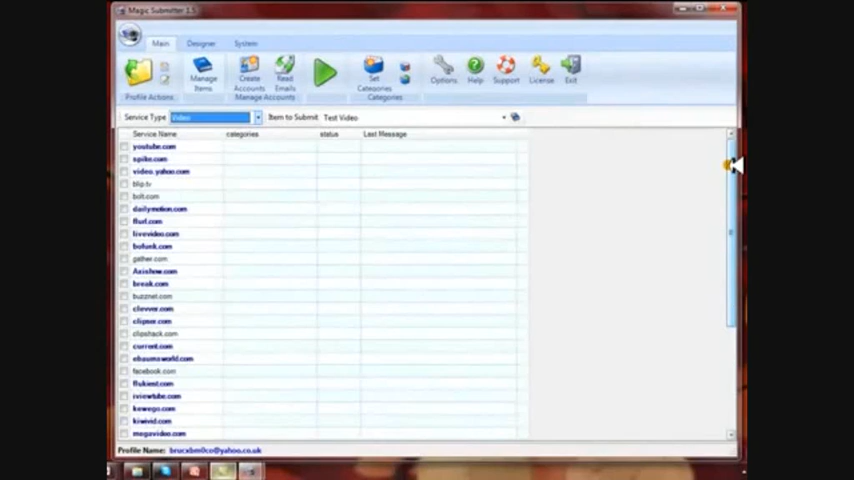 Magic Submitter 1.5
Main Designer System
Manage Items
Create Accounts
Read Emails
Set Categories
Options Help Support License Exit
Profile Actions Manage Accounts Categories
Service Type Video Item to Submit Test Video
Service Name categories status Last Message
youtube.com
spike.com
video.yahoo.com
blip.tv
bolt.com
dailymotion.com
flurl.com
livevideo.com
bofunk.com
gather.com
Axishow.com
break.com
buzznet.com
clevver.com
clipser.com
clipshack.com
current.com
ebaumsworld.com
facebook.com
flukiest.com
iviewtube.com
kewego.com
kiwivid.com
megavideo.com
Profile Name: